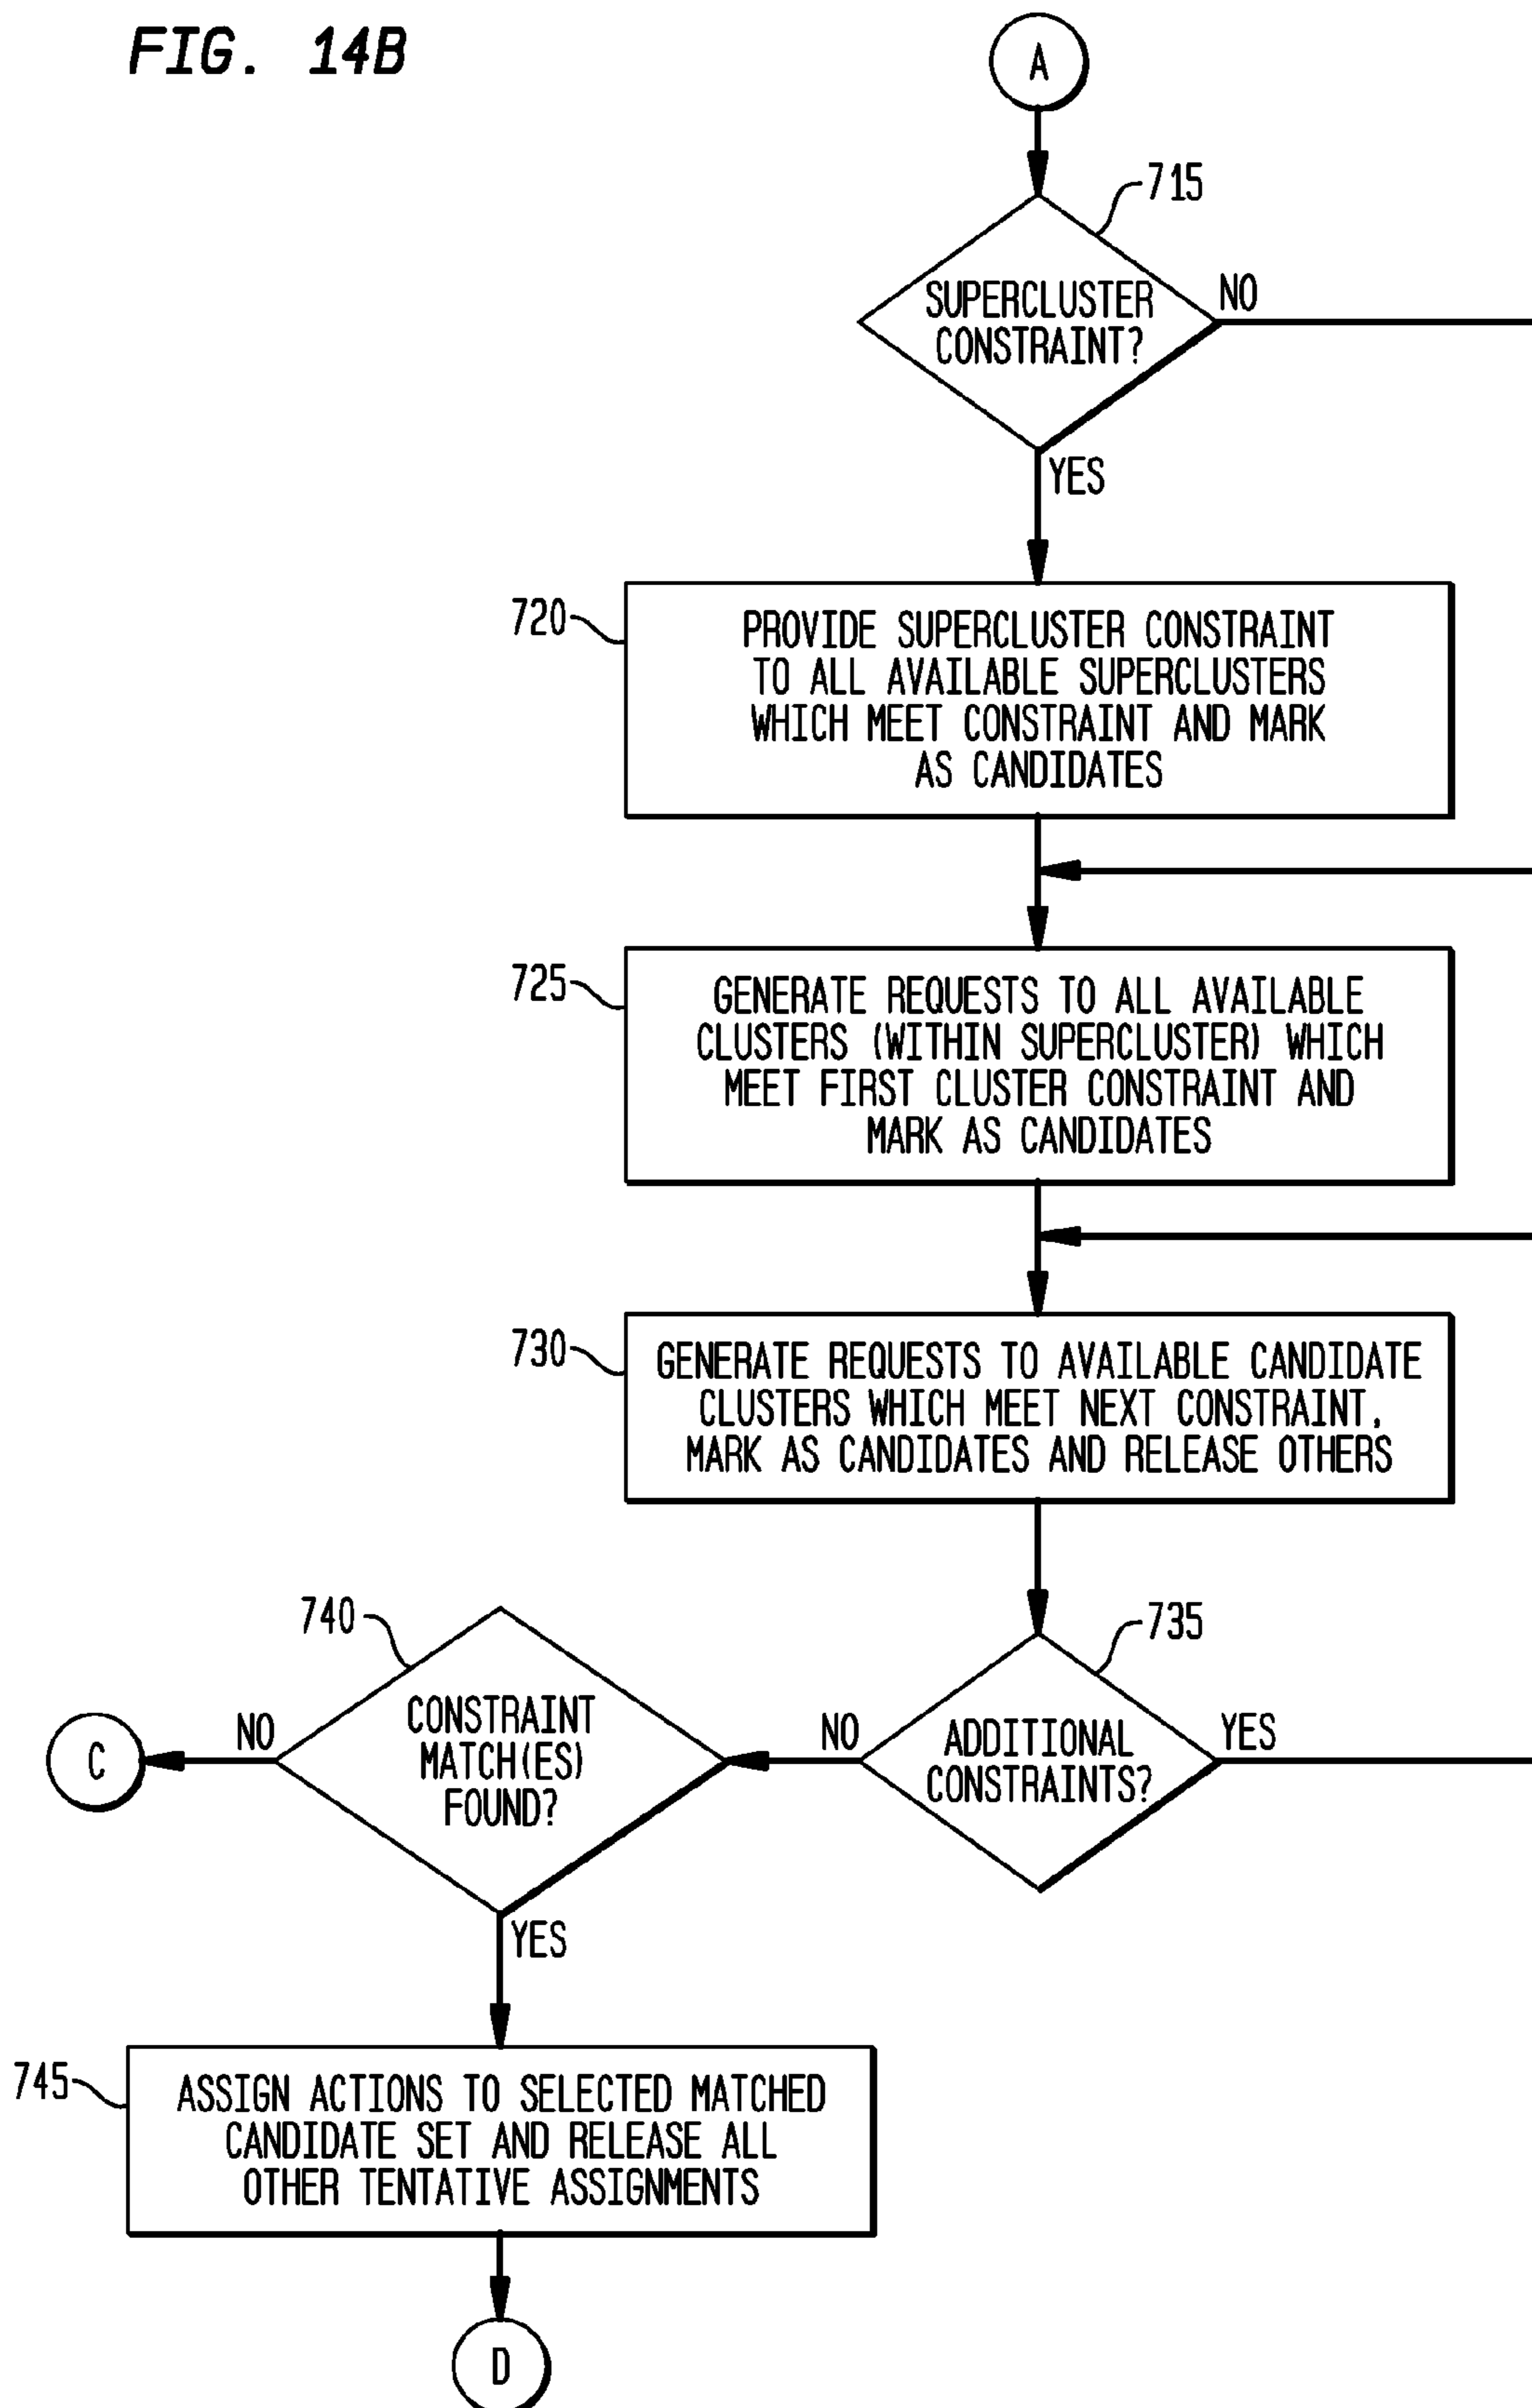 FIG. 14B
A
715
SUPERCLUSTER
CONSTRAINT?
NO
YES
720
PROVIDE SUPERCLUSTER CONSTRAINT
TO ALL AVAILABLE SUPERCLUSTERS
WHICH MEET CONSTRAINT AND MARK
AS CANDIDATES
725
GENERATE REQUESTS TO ALL AVAILABLE
CLUSTERS (WITHIN SUPERCLUSTER) WHICH
MEET FIRST CLUSTER CONSTRAINT AND
MARK AS CANDIDATES
730
GENERATE REQUESTS TO AVAILABLE CANDIDATE
CLUSTERS WHICH MEET NEXT CONSTRAINT,
MARK AS CANDIDATES AND RELEASE OTHERS
735
ADDITIONAL
CONSTRAINTS?
YES
NO
740
CONSTRAINT
MATCH(ES)
FOUND?
NO
C
YES
745
ASSIGN ACTIONS TO SELECTED MATCHED
CANDIDATE SET AND RELEASE ALL
OTHER TENTATIVE ASSIGNMENTS
D